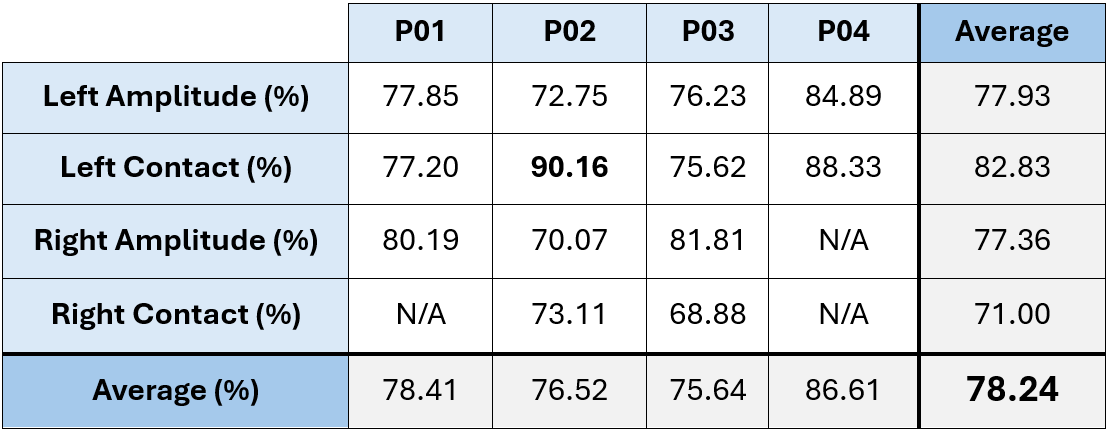 P01 P02 P03 P04 Average
Left Amplitude (%) 77.85 72.75 76.23 84.89 77.93
Left Contact (%) 77.20 90.16 75.62 88.33 82.83
Right Amplitude (%) 80.19 70.07 81.81 N/A 77.36
Right Contact (%) N/A 73.11 68.88 N/A 71.00
Average (%) 78.41 76.52 75.64 86.61 78.24